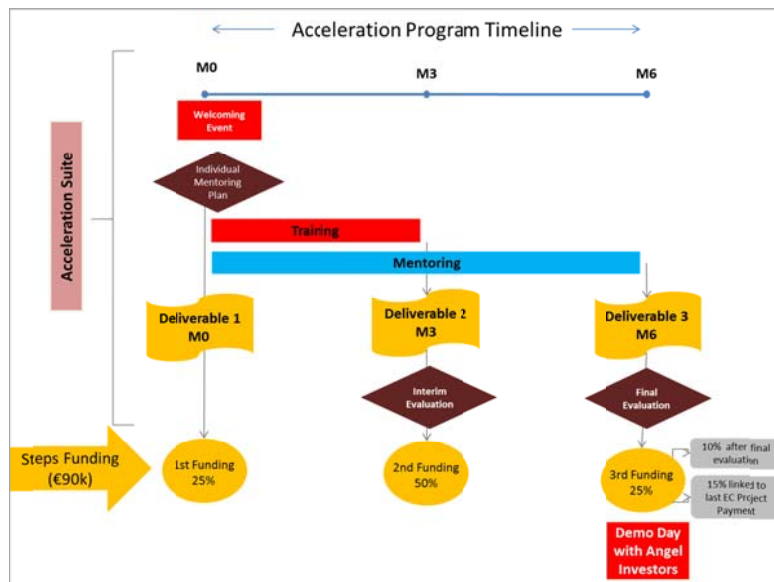 Acceleration Program Timeline
M0
M3
M6
Welcoming
Event
Acceleration Suite
Individual
Mentoring
Plan
Training
Mentoring
Deliverable 1
M0
Deliverable 2
M3
Deliverable 3
M6
Interim
Evaluation
Final
Evaluation
Steps Funding
(€90k)
1st Funding
25%
2nd Funding
50%
3rd Funding
25%
10% after final
evaluation
15% linked to
last EC Project
Payment
Demo Day
with Angel
Investors